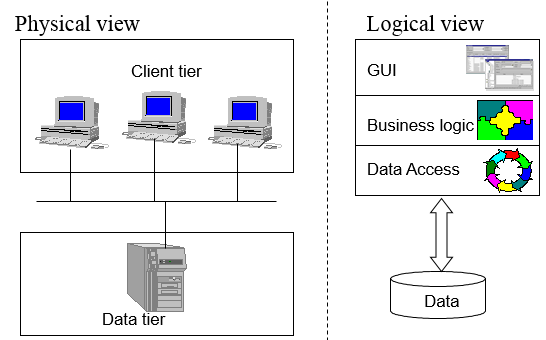 Physical view
Client tier
Data tier
Logical view
GUI
Business logic
Data Access
Data